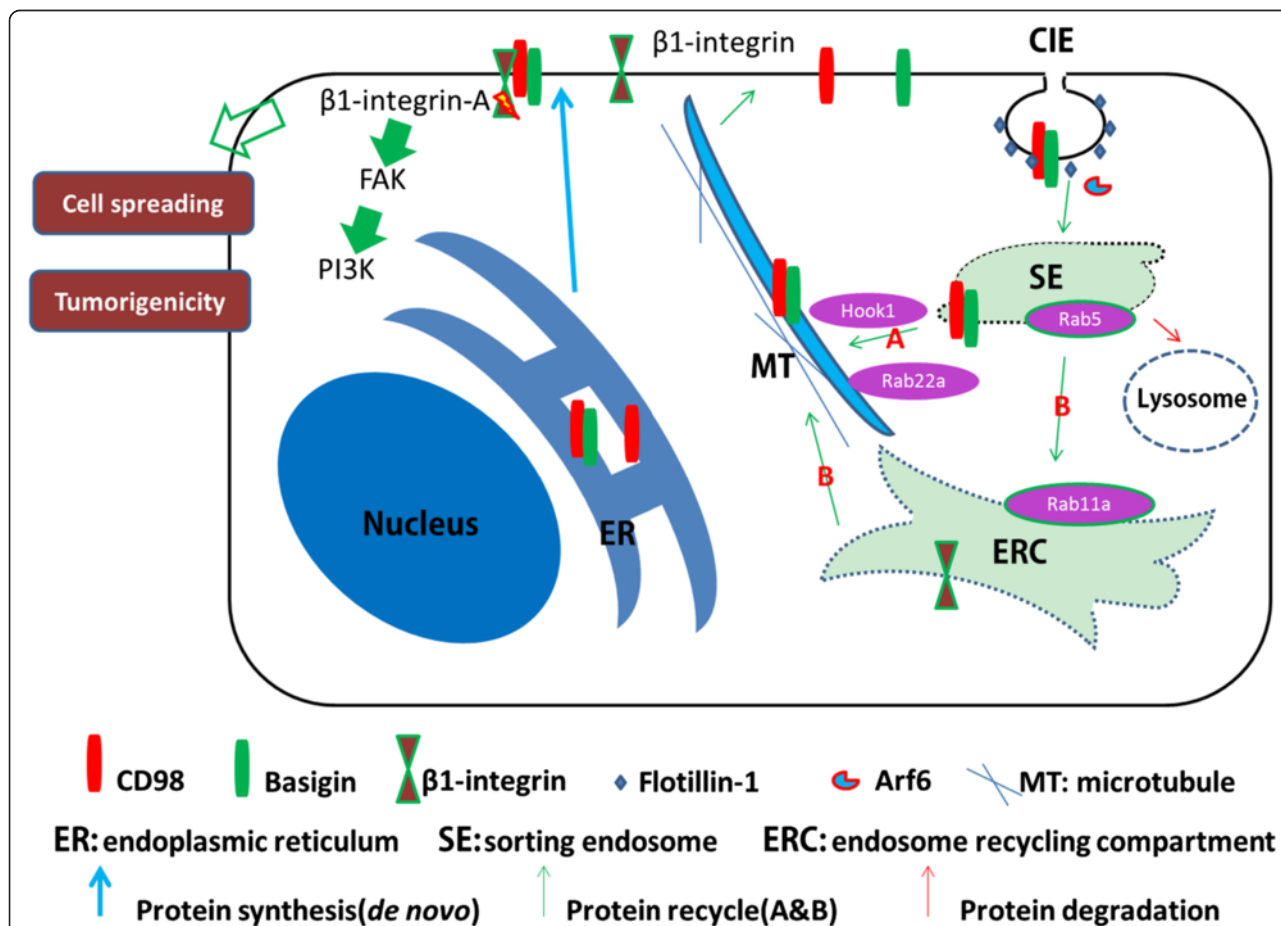 β1-integrin
CIE
β1-integrin-A
FAK
Cell spreading
PI3K
SE
Tumorigenicity
Hook1
Rab5
A
MT
Rab22a
Lysosome
B
B
Rab11a
Nucleus
ER
ERC
CD98 Basigin β1-integrin Flotillin-1 Arf6 MT: microtubule
ER: endoplasmic reticulum SE:sorting endosome ERC: endosome recycling compartment
Protein synthesis(de novo) Protein recycle(A&B) Protein degradation